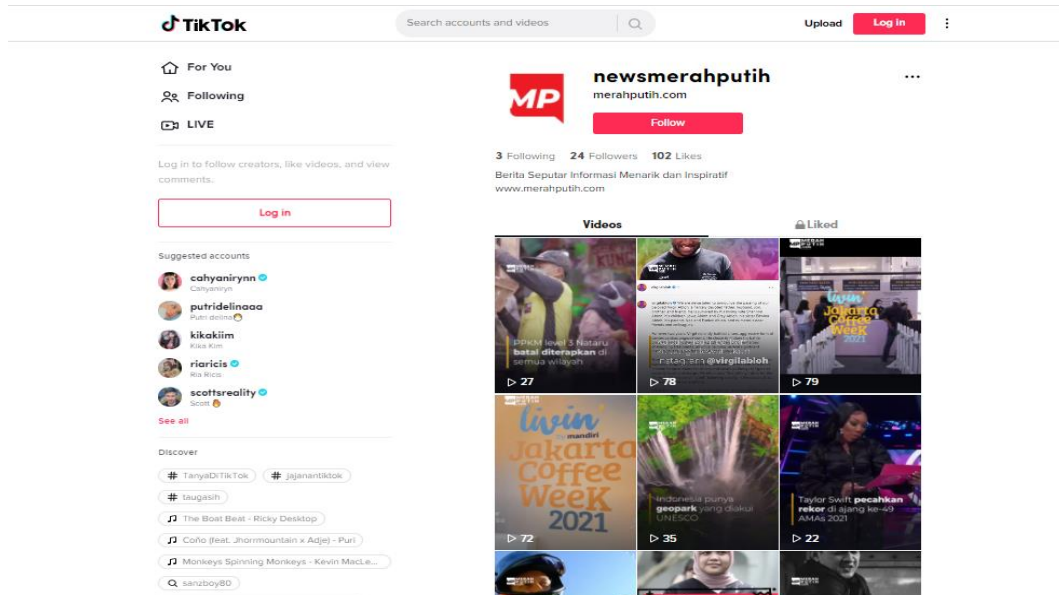 TikTok
Search accounts and videos
Upload
Log in
For You
Following
LIVE
Log in to follow creators, like videos, and view
comments.
Log in
Suggested accounts
cahyanirynn
Cahyaniryn
putridelinaaa
Putri delina
kikakiim
Kika Kim
riaricis
Ria Ricis
scottsreality
Scott
See all
Discover
# TanyaDiTikTok
# jajanantiktok
# taugasih
The Boat Beat - Ricky Desktop
Coño (feat. Jhorrmountain x Adje) - Puri
Monkeys Spinning Monkeys - Kevin MacLe...
sanzboy80
MP
newsmerahputih
merahputih.com
Follow
3 Following 24 Followers 102 Likes
Berita Seputar Informasi Menarik dan Inspiratif
www.merahputih.com
Videos
Liked
PPKM level 3 Nataru
batal diterapkan di
semua wilayah
27
instagram @virgilabloh
78
livin'
Jakarta
Coffee
Week
79
livin'
by mandiri
Jakarta
Coffee
Week
2021
72
Indonesia punya
geopark yang diakui
UNESCO
35
Taylor Swift pecahkan
rekor di ajang ke-49
AMAs 2021
22